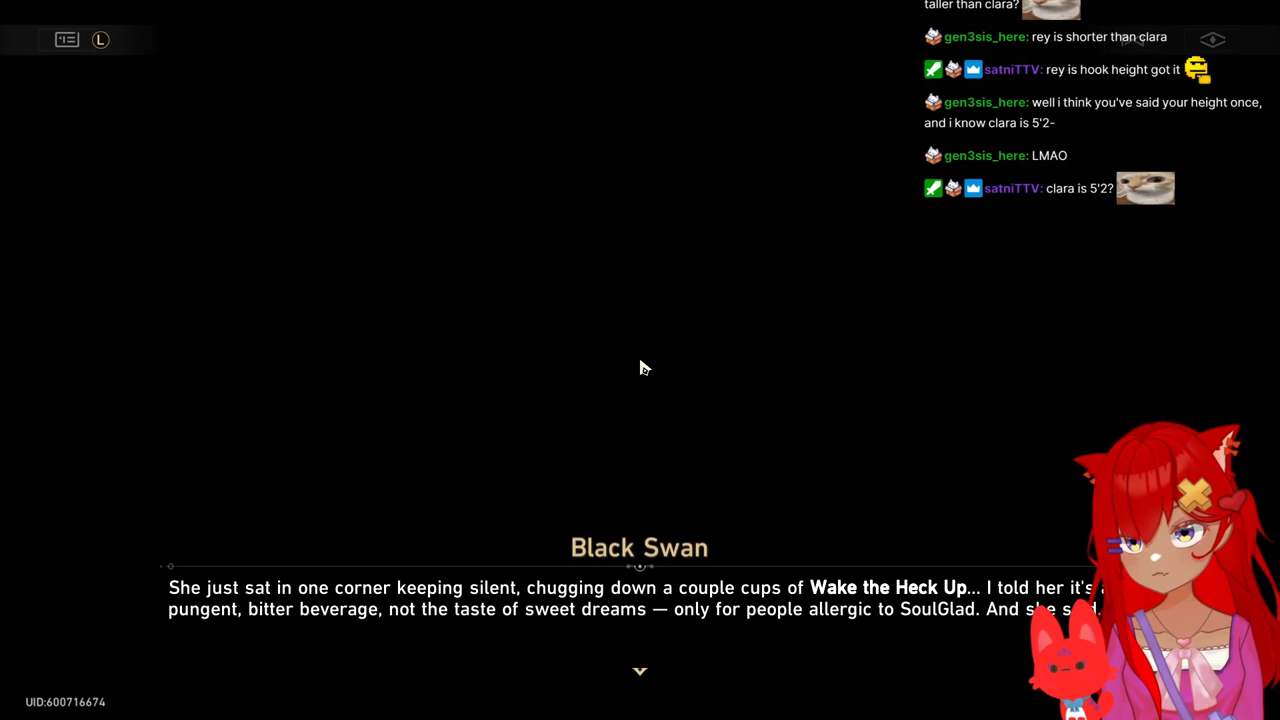 taller than clara?
L
gen3sis_here: rey is shorter than clara
satniTTV: rey is hook height got it
gen3sis_here: well i think you've said your height once,
and i know clara is 5'2-
gen3sis_here: LMAO
satniTTV: clara is 5'2?
Black Swan
She just sat in one corner keeping silent, chugging down a couple cups of Wake the Heck Up... I told her it's
pungent, bitter beverage, not the taste of sweet dreams — only for people allergic to SoulGlad. And she
UID:600716674